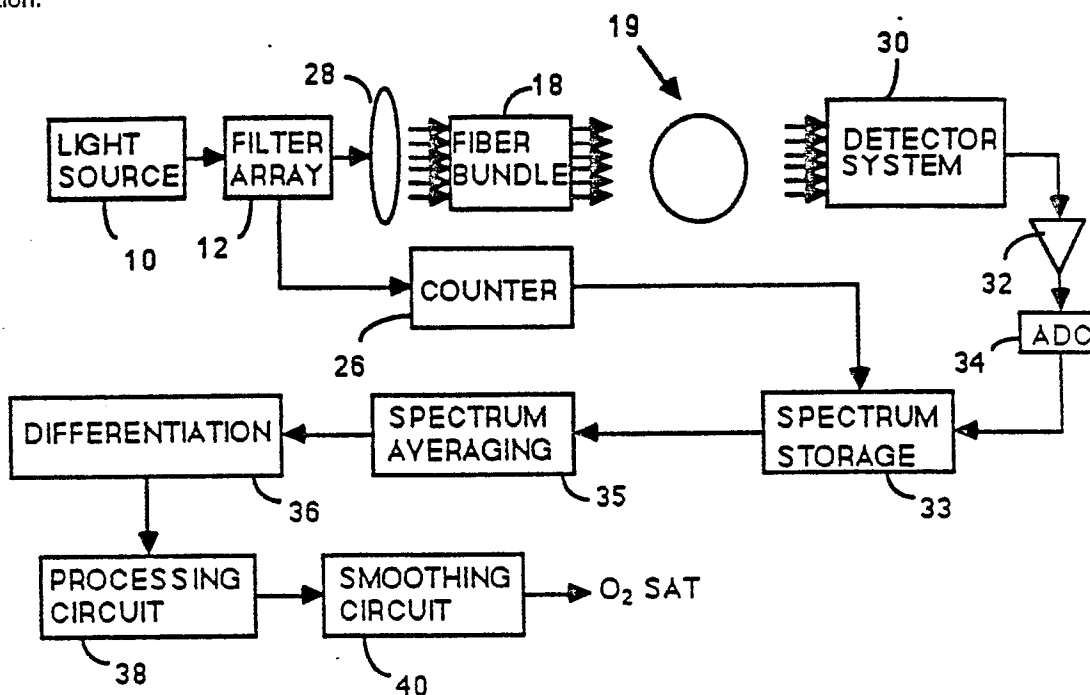 tion.
19
30
28
18
LIGHT
SOURCE
FILTER
ARRAY
FIBER
BUNDLE
DETECTOR
SYSTEM
10
12
COUNTER
26
32
34
ADC
DIFFERENTIATION
SPECTRUM
AVERAGING
SPECTRUM
STORAGE
36
35
33
PROCESSING
CIRCUIT
SMOOTHING
CIRCUIT
O₂ SAT
38
40